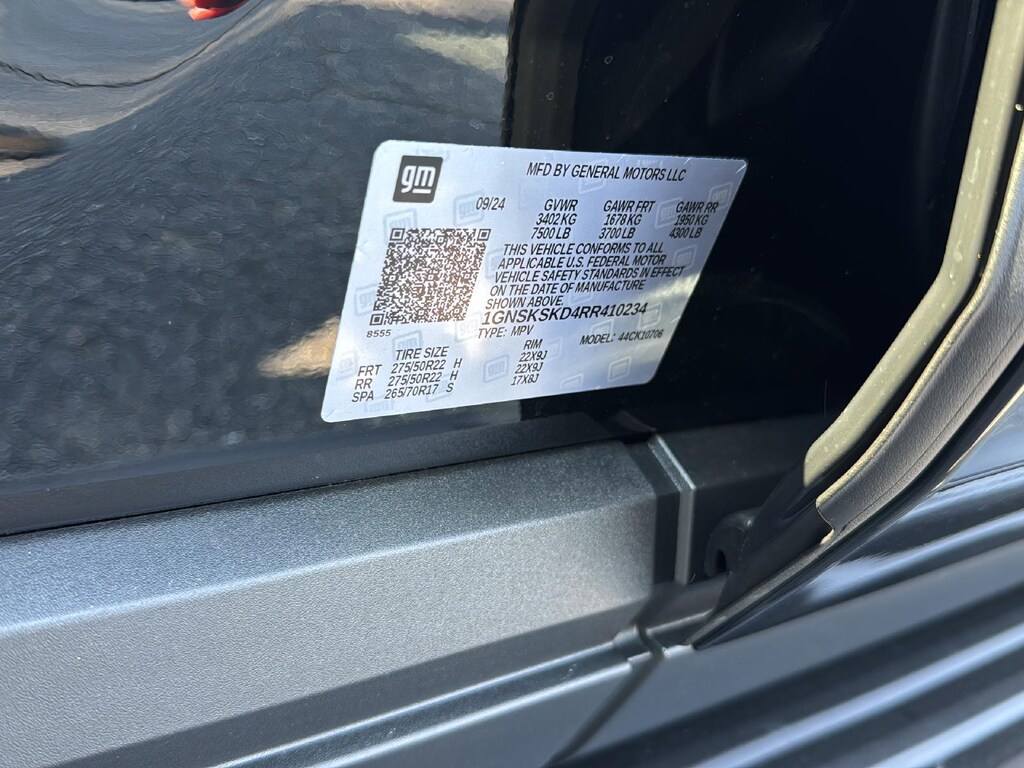 gm
MFD BY GENERAL MOTORS LLC
09/24 GVWR GAWR FRT GAWR RR
3402 KG 1678 KG 1950 KG
7500 LB 3700 LB 4300 LB
THIS VEHICLE CONFORMS TO ALL
APPLICABLE U.S. FEDERAL MOTOR
VEHICLE SAFETY STANDARDS IN EFFECT
ON THE DATE OF MANUFACTURE
SHOWN ABOVE.
1GNSKSKD4RR410234
8555
TYPE: MPV MODEL: 44CK10706
TIRE SIZE RIM
FRT 275/50R22 H 22X9J
RR 275/50R22 H 22X9J
SPA 265/70R17 S 17X8J